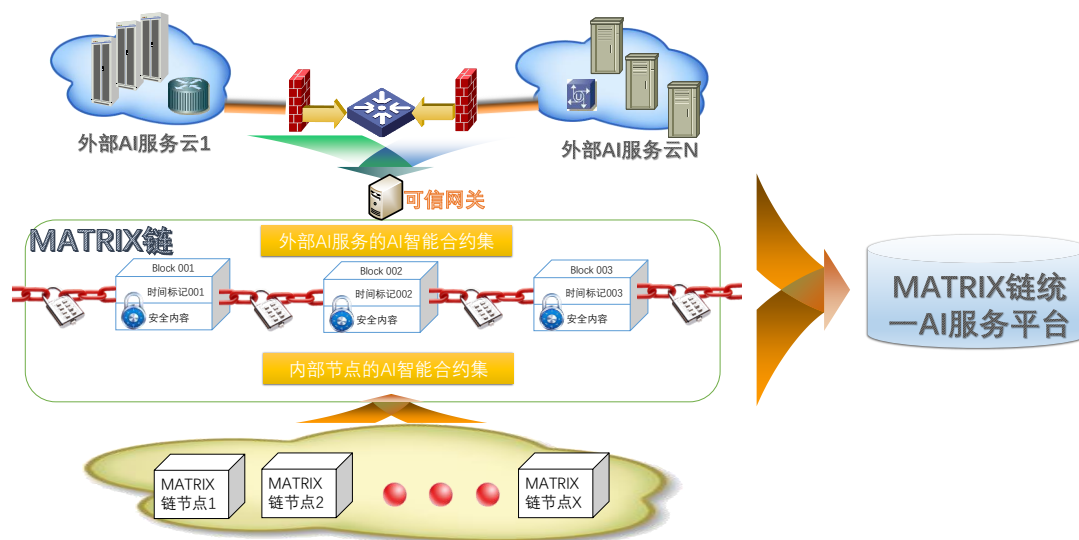 外部AI服务云1
外部AI服务云N
U
可信网关
MATRIX链
外部AI服务的AI智能合约集
Block 001
时间标记001
安全内容
Block 002
时间标记002
安全内容
Block 003
时间标记003
安全内容
内部节点的AI智能合约集
MATRIX链统
一AI服务平台
MATRIX
链节点1
MATRIX
链节点2
MATRIX
链节点X